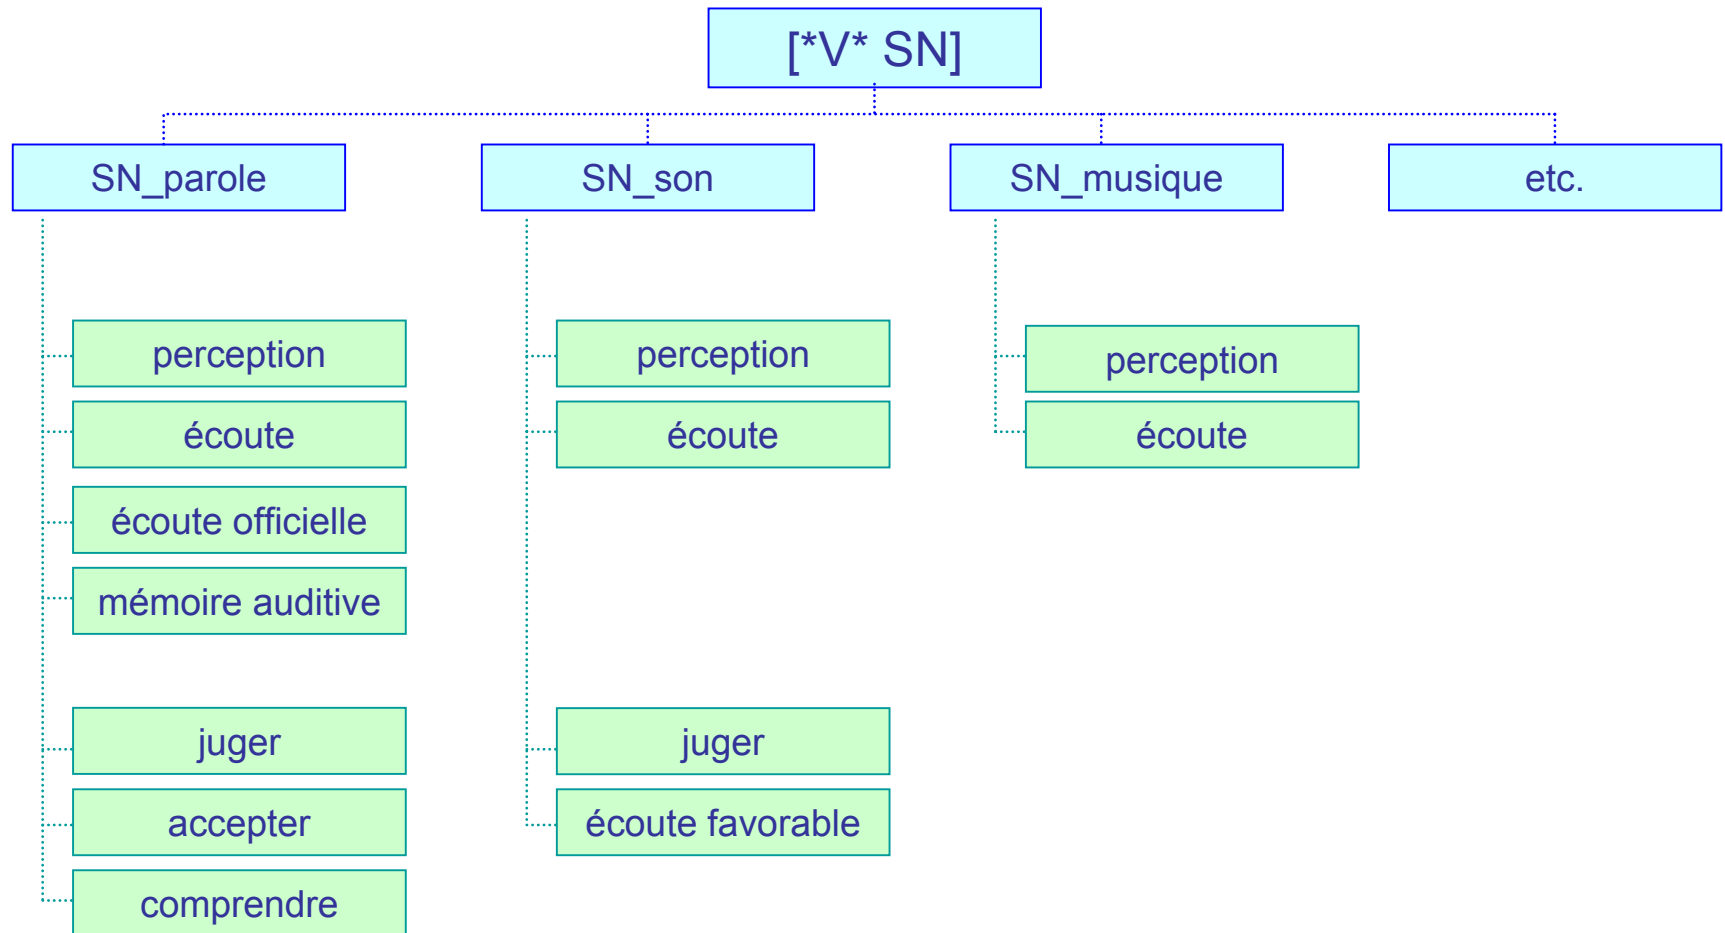 [*V* SN]
SN_parole
SN_son
SN_musique
etc.
perception
écoute
écoute officielle
mémoire auditive
juger
accepter
comprendre
perception
écoute
juger
écoute favorable
perception
écoute